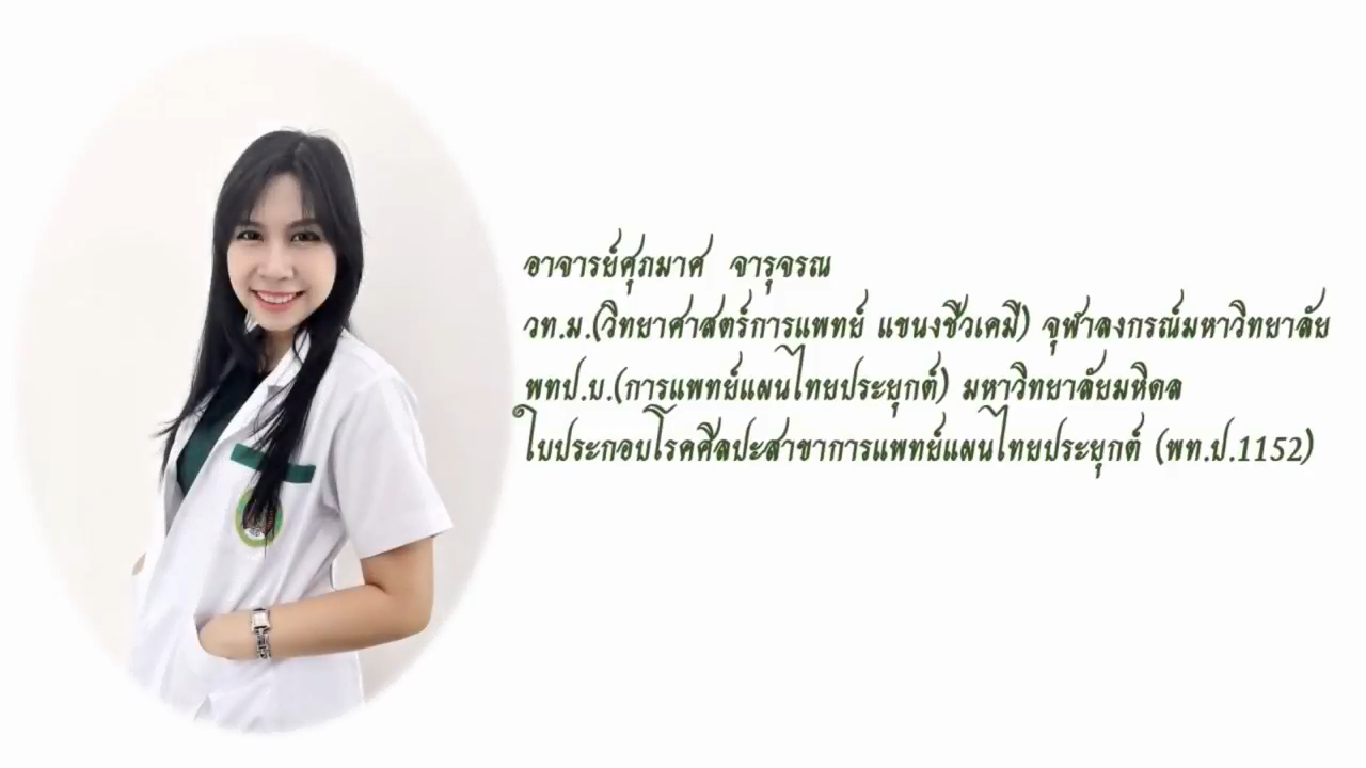 อาจารย์ศุภมาศ จารุจรณ
วท.ม.(วิทยาศาสตร์การแพทย์ แขนงชีวเคมี) จุฬาลงกรณ์มหาวิทยาลัย
พทป.บ.(การแพทย์แผนไทยประยุกต์) มหาวิทยาลัยมหิดล
ใบประกอบโรคศิลปะสาขาการแพทย์แผนไทยประยุกต์ (พท.ป.1152)